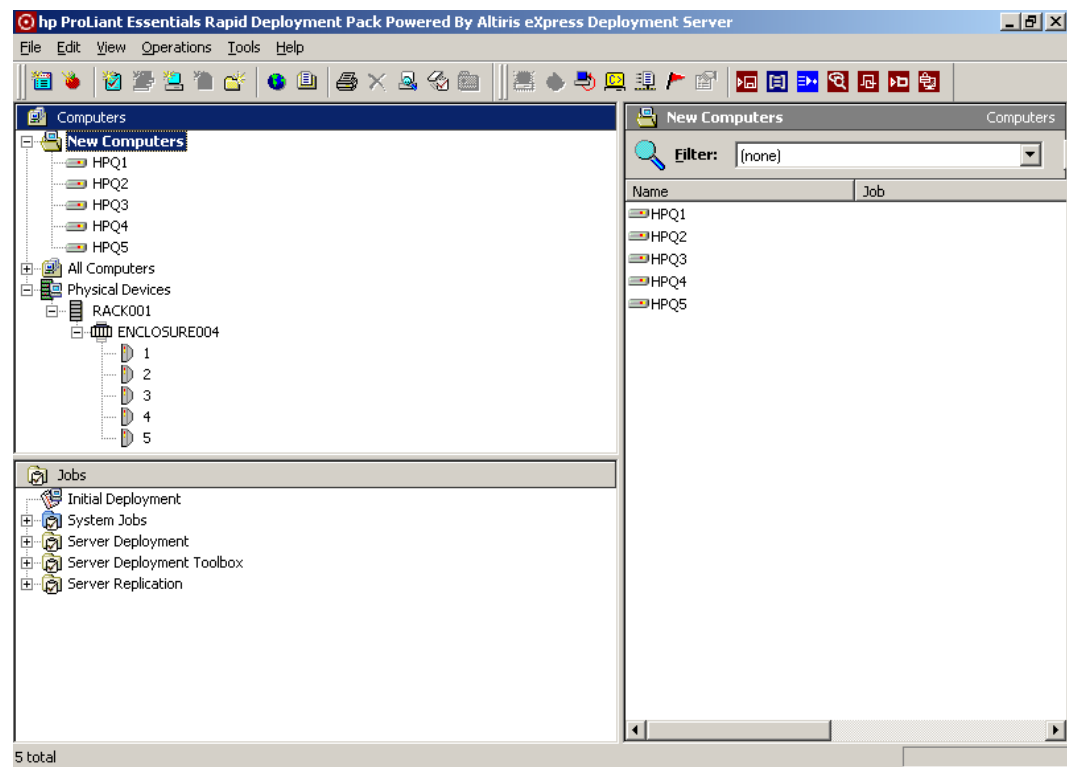 hp ProLiant Essentials Rapid Deployment Pack Powered By Altiris eXpress Deployment Server
File Edit View Operations Tools Help
Computers
New Computers
HPQ1
HPQ2
HPQ3
HPQ4
HPQ5
All Computers
Physical Devices
RACK001
ENCLOSURE004
1
2
3
4
5
Jobs
Initial Deployment
System Jobs
Server Deployment
Server Deployment Toolbox
Server Replication
New Computers Computers
Filter: (none)
Name Job
HPQ1
HPQ2
HPQ3
HPQ4
HPQ5
5 total